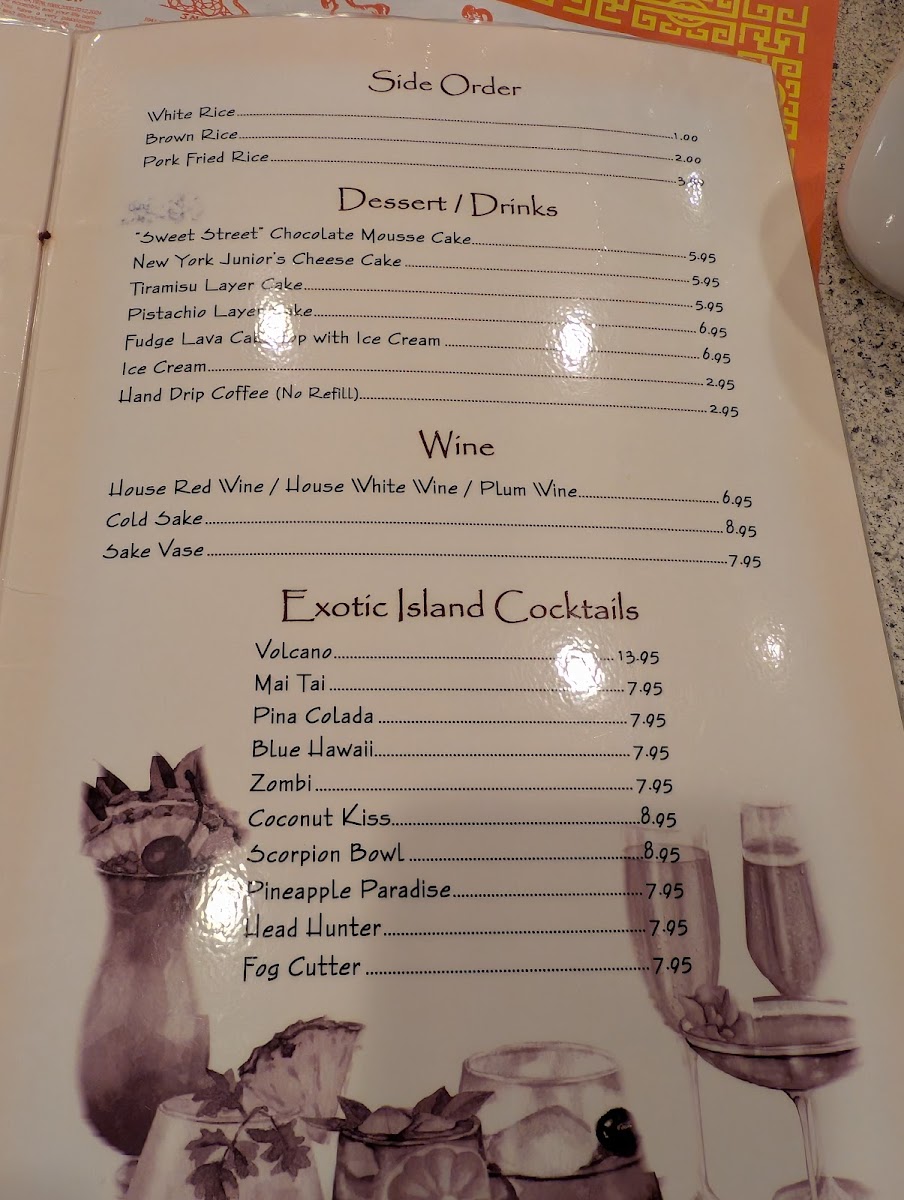 Side Order
White Rice 1.00
Brown Rice 2.00
Pork Fried Rice
Dessert / Drinks
"Sweet Street" Chocolate Mousse Cake 5.95
New York Junior's Cheese Cake 5.95
Tiramisu Layer Cake 5.95
Pistachio Layer Cake 6.95
Fudge Lava Cake top with Ice Cream 6.95
Ice Cream 2.95
Hand Drip Coffee (No Refill) 2.95
Wine
House Red Wine / House White Wine / Plum Wine 6.95
Cold Sake 8.95
Sake Vase 7.95
Exotic Island Cocktails
Volcano 13.95
Mai Tai 7.95
Pina Colada 7.95
Blue Hawaii 7.95
Zombi 7.95
Coconut Kiss 8.95
Scorpion Bowl 8.95
Pineapple Paradise 7.95
Head Hunter 7.95
Fog Cutter 7.95